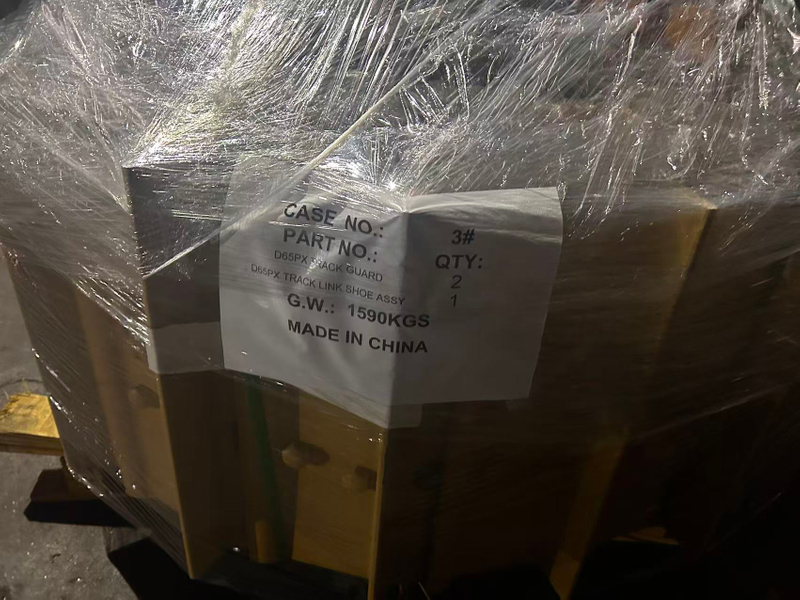 CASE NO.: 3#
PART NO.: QTY:
D65PX TRACK GUARD 2
D65PX TRACK LINK SHOE ASSY 1
G.W.: 1590KGS
MADE IN CHINA